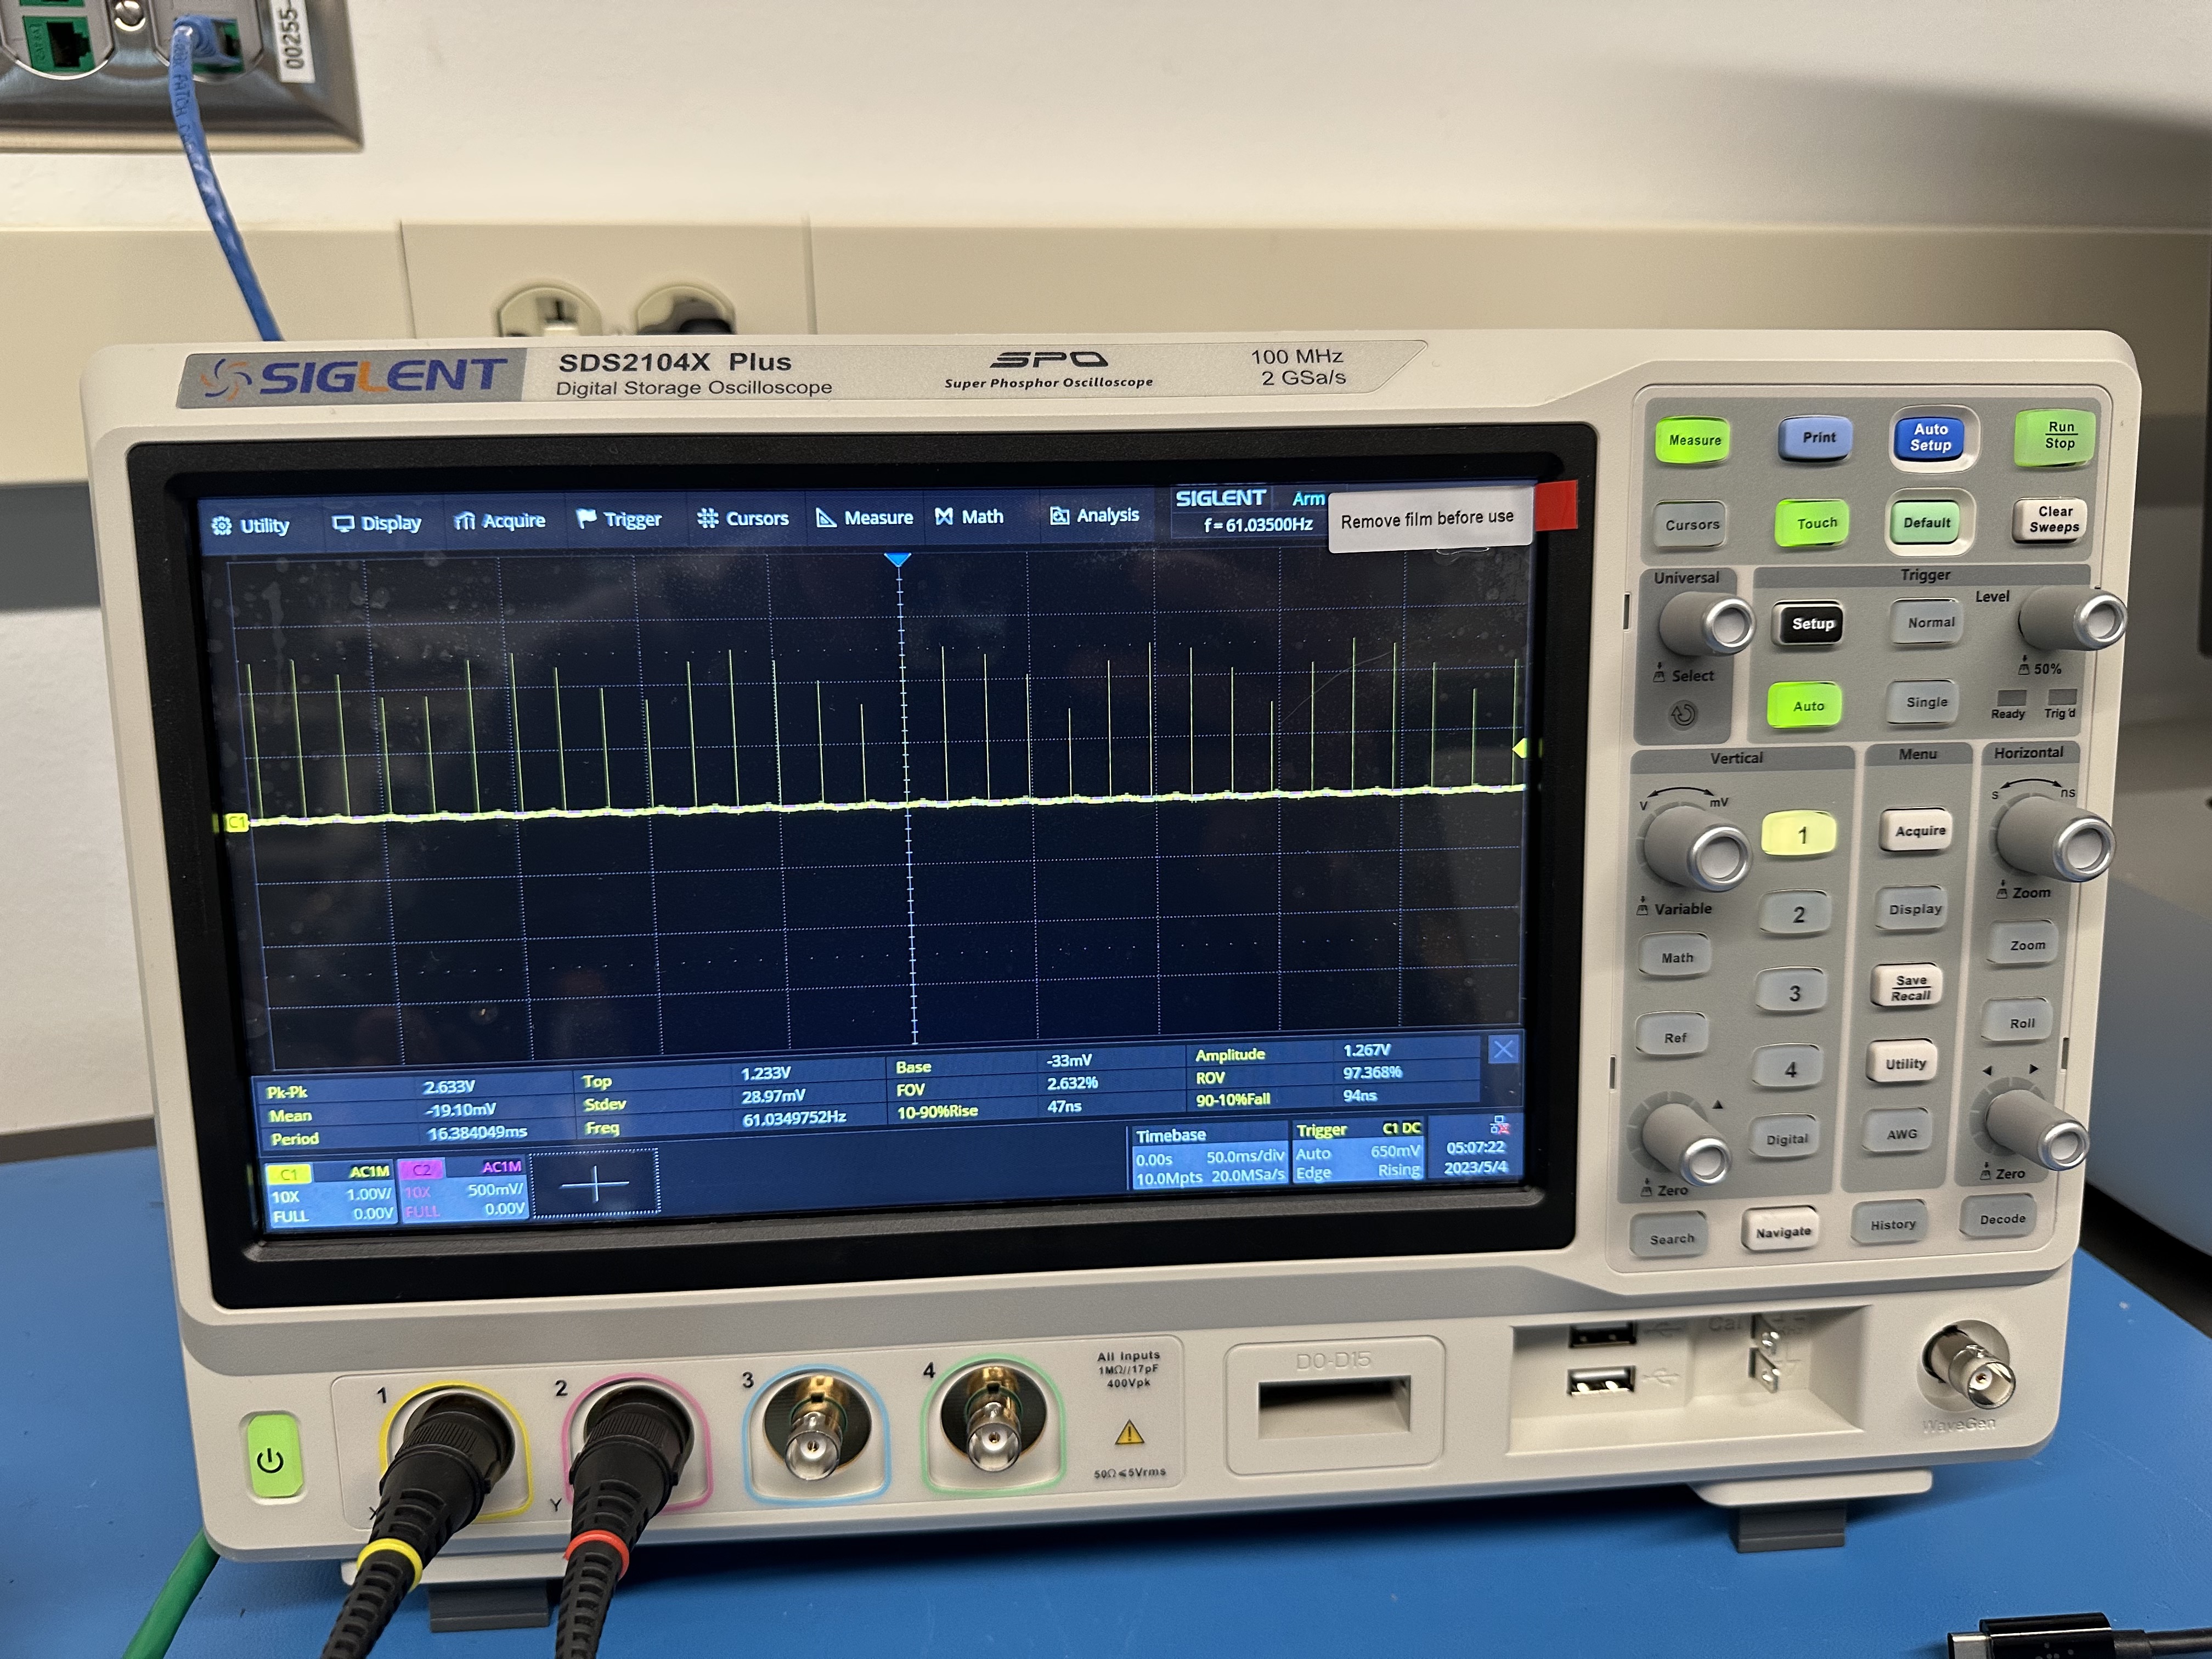 00255
SIGLENT
SDS2104X Plus
Digital Storage Oscilloscope
SPO
Super Phosphor Oscilloscope
100 MHz
2 GSa/s
Utility
Display
Acquire
Trigger
Cursors
Measure
Math
Analysis
SIGLENT
Arm
f = 61.03500Hz
Remove film before use
C1
Pk-Pk 2.633V Top 1.233V Base -33mV Amplitude 1.267V
Mean -19.10mV Stdev 28.97mV FOV 2.632% ROV 97.368%
Period 16.384049ms Freq 61.0349752Hz 10-90%Rise 47ns 90-10%Fall 94ns
C1 AC1M
10X 1.00V/
FULL 0.00V
C2 AC1M
10X 500mV/
FULL 0.00V
Timebase
0.00s 50.0ms/div
10.0Mpts 20.0MSa/s
Trigger C1 DC
Auto 650mV
Edge Rising
05:07:22
2023/5/4
Measure
Print
Auto
Setup
Run
Stop
Cursors
Touch
Default
Clear
Sweeps
Universal
Select
Trigger
Setup
Normal
Level
50%
Auto
Single
Ready
Trig'd
Vertical
V
mV
Variable
1
2
3
4
Math
Ref
Digital
Zero
Menu
Acquire
Display
Save
Recall
Utility
AWG
Horizontal
s
ns
Zoom
Zoom
Roll
Zero
Search
Navigate
History
Decode
1
X
2
Y
3
4
All Inputs
1MΩ//17pF
400Vpk
50Ω ≤5Vrms
D0-D15
Cal
WaveGen